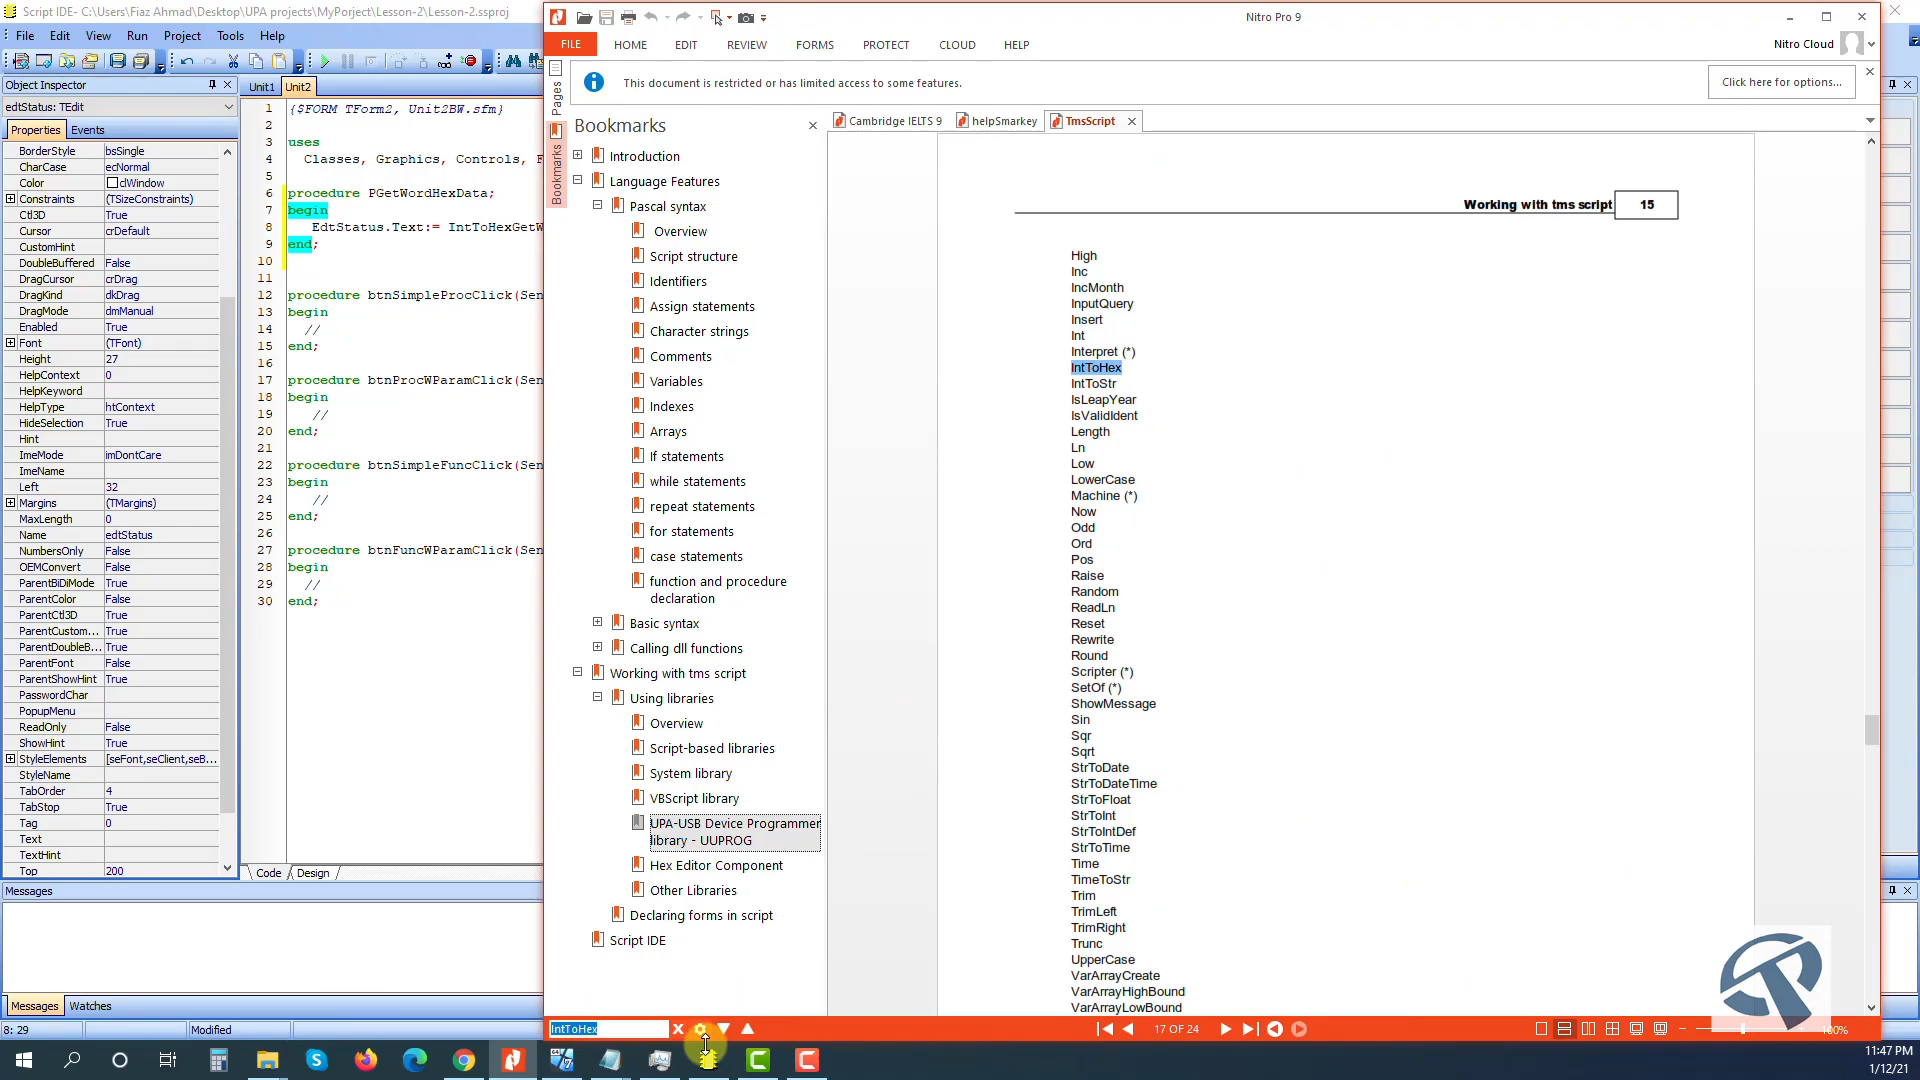 Script IDE- C:\Users\Fiaz Ahmad\Desktop\UPA projects\MyPorject\Lesson-2\Lesson-2.ssproj
File Edit View Run Project Tools Help
Object Inspector
edtStatus: TEdit
Properties Events
BorderStyle bsSingle
CharCase ecNormal
Color clWindow
Constraints (TSizeConstraints)
Ctl3D True
Cursor crDefault
CustomHint
DoubleBuffered False
DragCursor crDrag
DragKind dkDrag
DragMode dmManual
Enabled True
Font (TFont)
Height 27
HelpContext 0
HelpKeyword
HelpType htContext
HideSelection True
Hint
ImeMode imDontCare
ImeName
Left 32
Margins (TMargins)
MaxLength 0
Name edtStatus
NumbersOnly False
OEMConvert False
ParentBiDiMode True
ParentColor False
ParentCtl3D True
ParentCustom... True
ParentDoubleB... True
ParentFont False
ParentShowHint True
PasswordChar
PopupMenu
ReadOnly False
ShowHint True
StyleElements [seFont,seClient,seB...
StyleName
TabOrder 4
TabStop True
Tag 0
Text
TextHint
Top 200
Unit1 Unit2
1 {$FORM TForm2, Unit2BW.sfm}
2
3 uses
4 Classes, Graphics, Controls, F
5
6 procedure PGetWordHexData;
7 begin
8 EdtStatus.Text:= IntToHexGetW
9 end;
10
11
12 procedure btnSimpleProcClick(Sen
13 begin
14 //
15 end;
16
17 procedure btnProcWParamClick(Sen
18 begin
19 //
20 end;
21
22 procedure btnSimpleFuncClick(Sen
23 begin
24 //
25 end;
26
27 procedure btnFuncWParamClick(Sen
28 begin
29 //
30 end;
Code Design
Messages
Messages Watches
8: 29 Modified
Nitro Pro 9
FILE HOME EDIT REVIEW FORMS PROTECT CLOUD HELP
Nitro Cloud
This document is restricted or has limited access to some features.
Click here for options...
Pages
Bookmarks
Bookmarks
Introduction
Language Features
Pascal syntax
Overview
Script structure
Identifiers
Assign statements
Character strings
Comments
Variables
Indexes
Arrays
If statements
while statements
repeat statements
for statements
case statements
function and procedure
declaration
Basic syntax
Calling dll functions
Working with tms script
Using libraries
Overview
Script-based libraries
System library
VBScript library
UPA-USB Device Programmer
library - UUPROG
Hex Editor Component
Other Libraries
Declaring forms in script
Script IDE
Cambridge IELTS 9 helpSmarkey TmsScript
Working with tms script 15
High
Inc
IncMonth
InputQuery
Insert
Int
Interpret (*)
IntToHex
IntToStr
IsLeapYear
IsValidIdent
Length
Ln
Low
LowerCase
Machine (*)
Now
Odd
Ord
Pos
Raise
Random
ReadLn
Reset
Rewrite
Round
Scripter (*)
SetOf (*)
ShowMessage
Sin
Sqr
Sqrt
StrToDate
StrToDateTime
StrToFloat
StrToInt
StrToIntDef
StrToTime
Time
TimeToStr
Trim
TrimLeft
TrimRight
Trunc
UpperCase
VarArrayCreate
VarArrayHighBound
VarArrayLowBound
IntToHex
17 OF 24
100%
11:47 PM
1/12/21